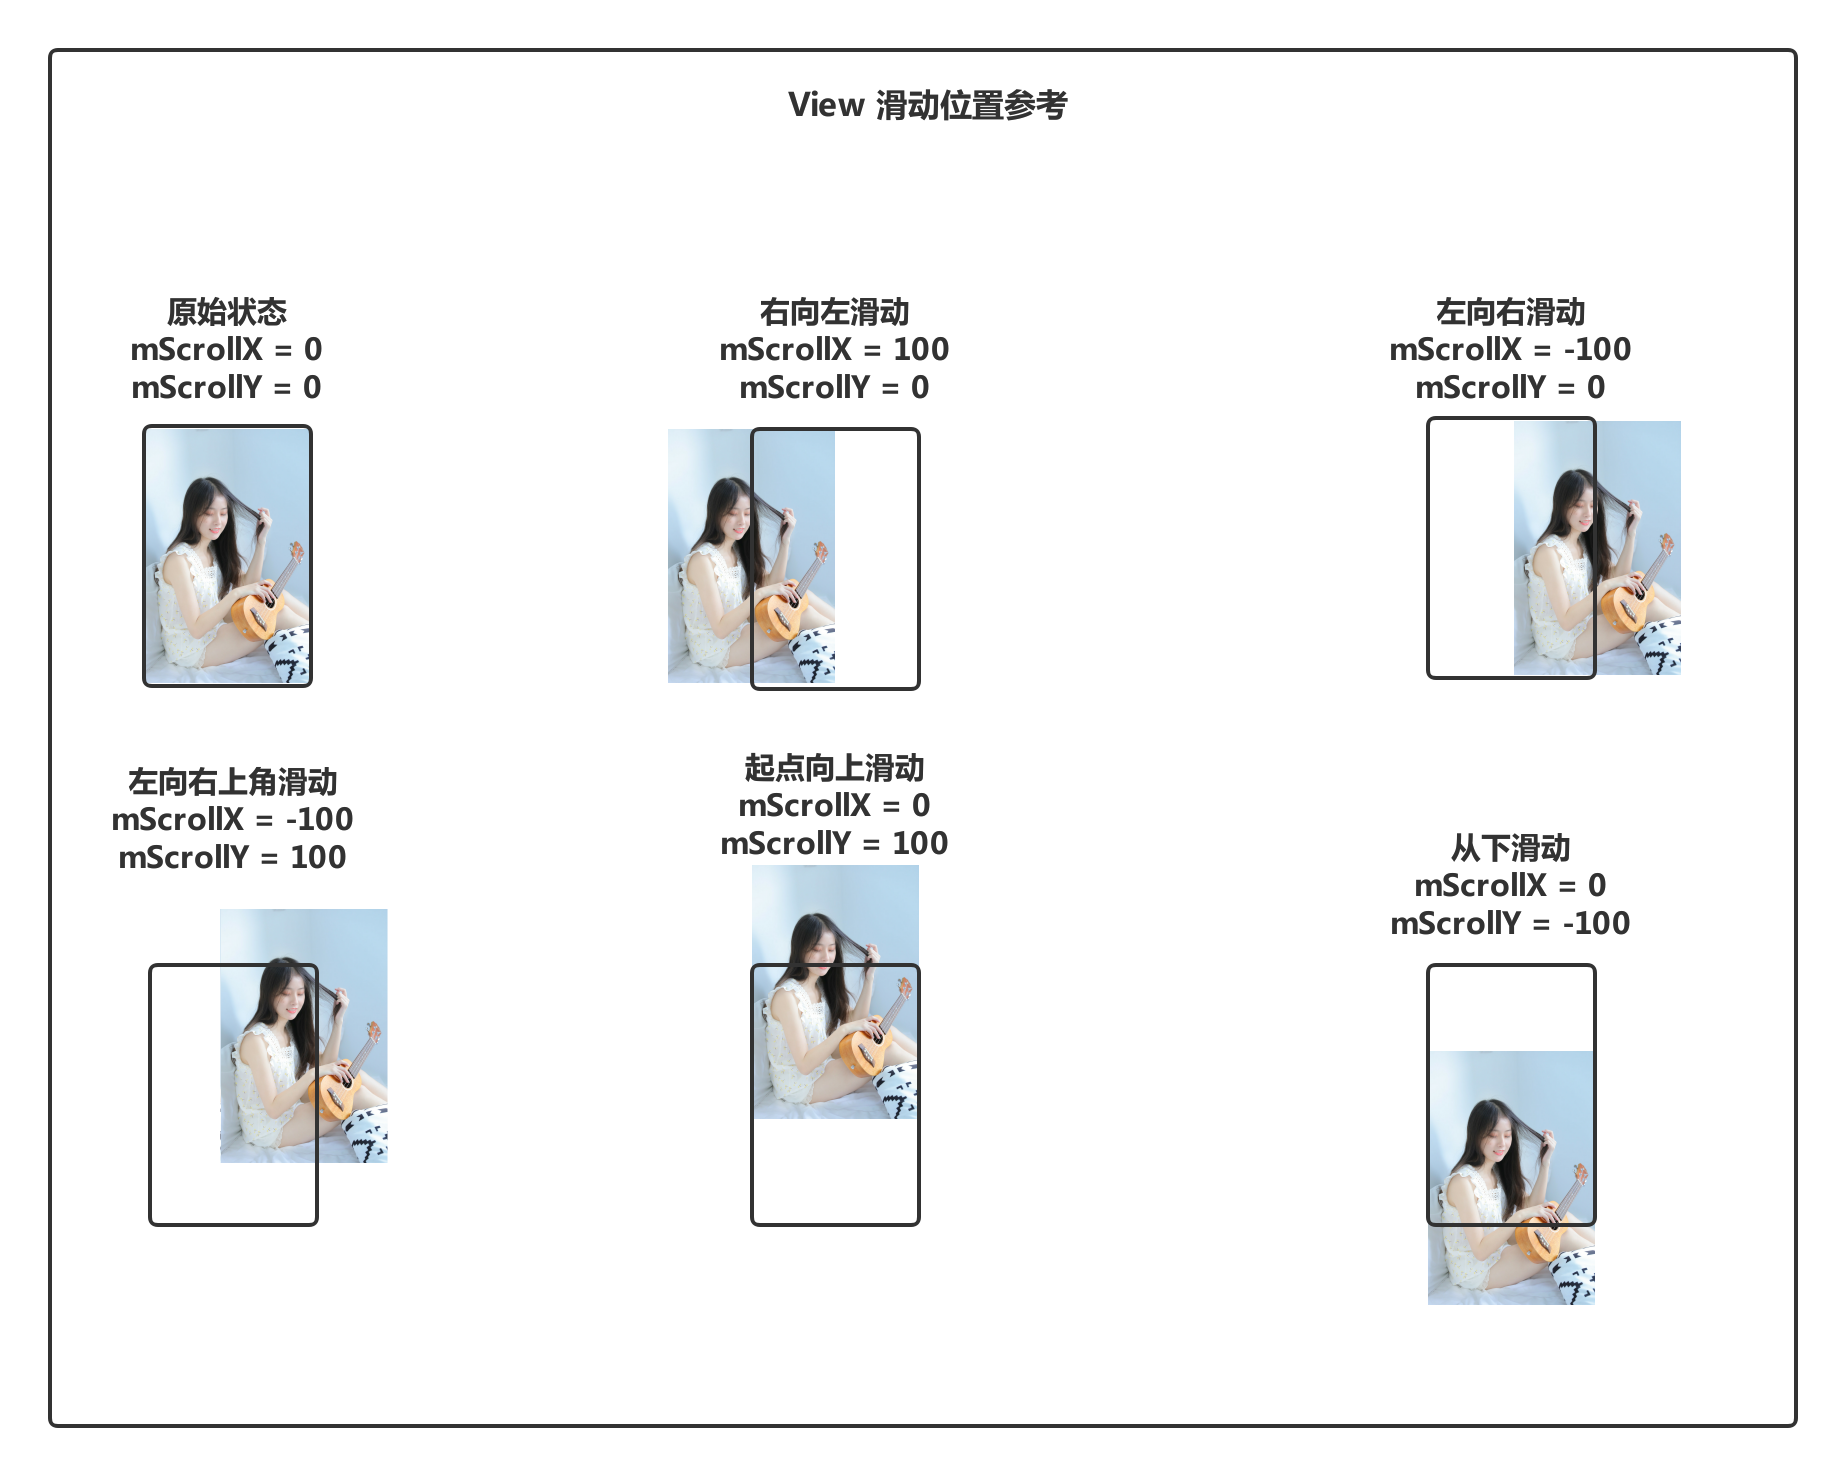 View 滑动位置参考
原始状态
mScrollX = 0
mScrollY = 0
右向左滑动
mScrollX = 100
mScrollY = 0
左向右滑动
mScrollX = -100
mScrollY = 0
左向右上角滑动
mScrollX = -100
mScrollY = 100
起点向上滑动
mScrollX = 0
mScrollY = 100
从下滑动
mScrollX = 0
mScrollY = -100